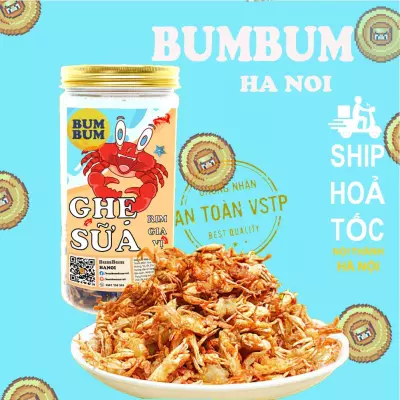 BUMBUM
HA NOI
BUM
BUM
GHẸ
SỮA
RIM
GIA
VỊ
BumBum
HANOI
NHẬN
AN TOÀN VSTP
BEST QUALITY
SHIP
HOẢ
TỐC
HÀ NỘI